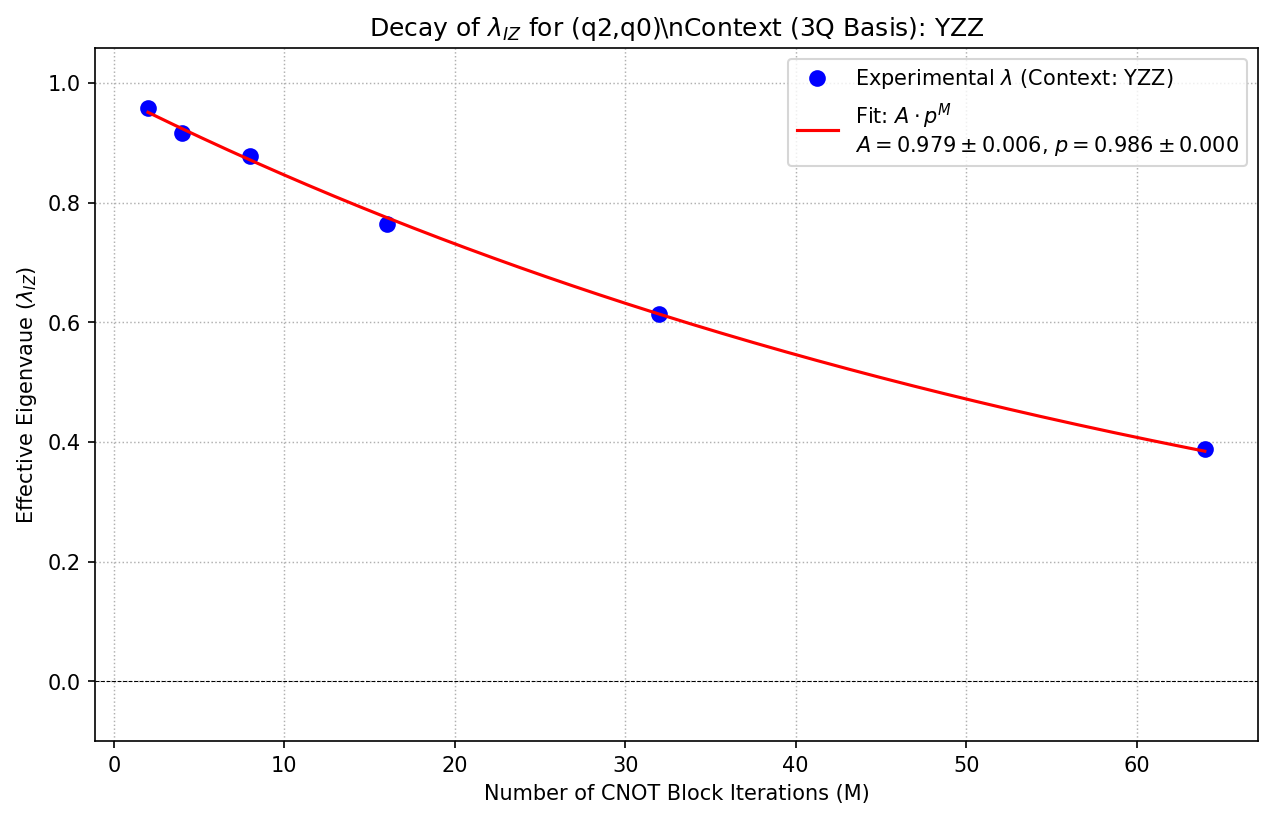 Decay of λ_IZ for (q2,q0)\nContext (3Q Basis): YZZ
Experimental λ (Context: YZZ)
Fit: A · p^M
A = 0.979 ± 0.006, p = 0.986 ± 0.000
Effective Eigenvaue (λ_IZ)
1.0
0.8
0.6
0.4
0.2
0.0
0 10 20 30 40 50 60
Number of CNOT Block Iterations (M)